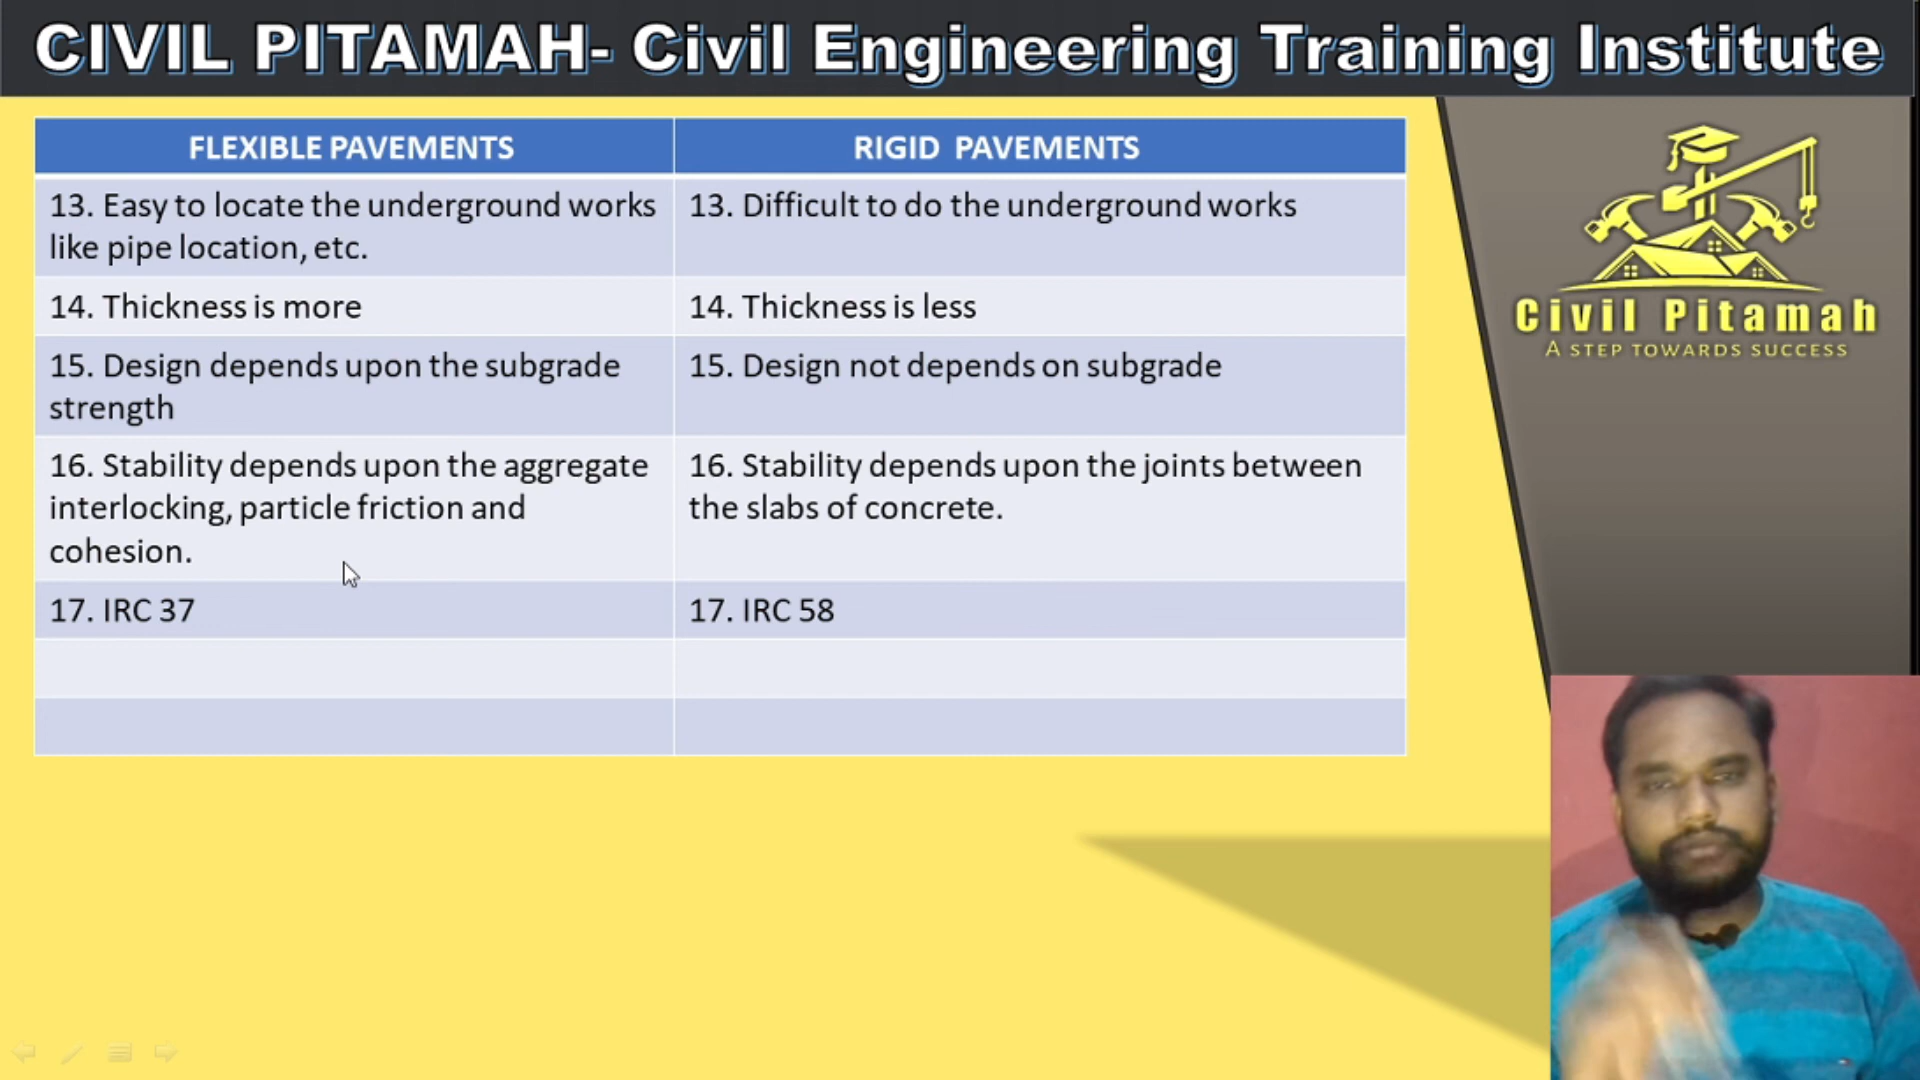 CIVIL PITAMAH- Civil Engineering Training Institute
FLEXIBLE PAVEMENTS
RIGID PAVEMENTS
13. Easy to locate the underground works
like pipe location, etc.
13. Difficult to do the underground works
14. Thickness is more
14. Thickness is less
15. Design depends upon the subgrade
strength
15. Design not depends on subgrade
16. Stability depends upon the aggregate
interlocking, particle friction and
cohesion.
16. Stability depends upon the joints between
the slabs of concrete.
17. IRC 37
17. IRC 58
Civil Pitamah
A STEP TOWARDS SUCCESS